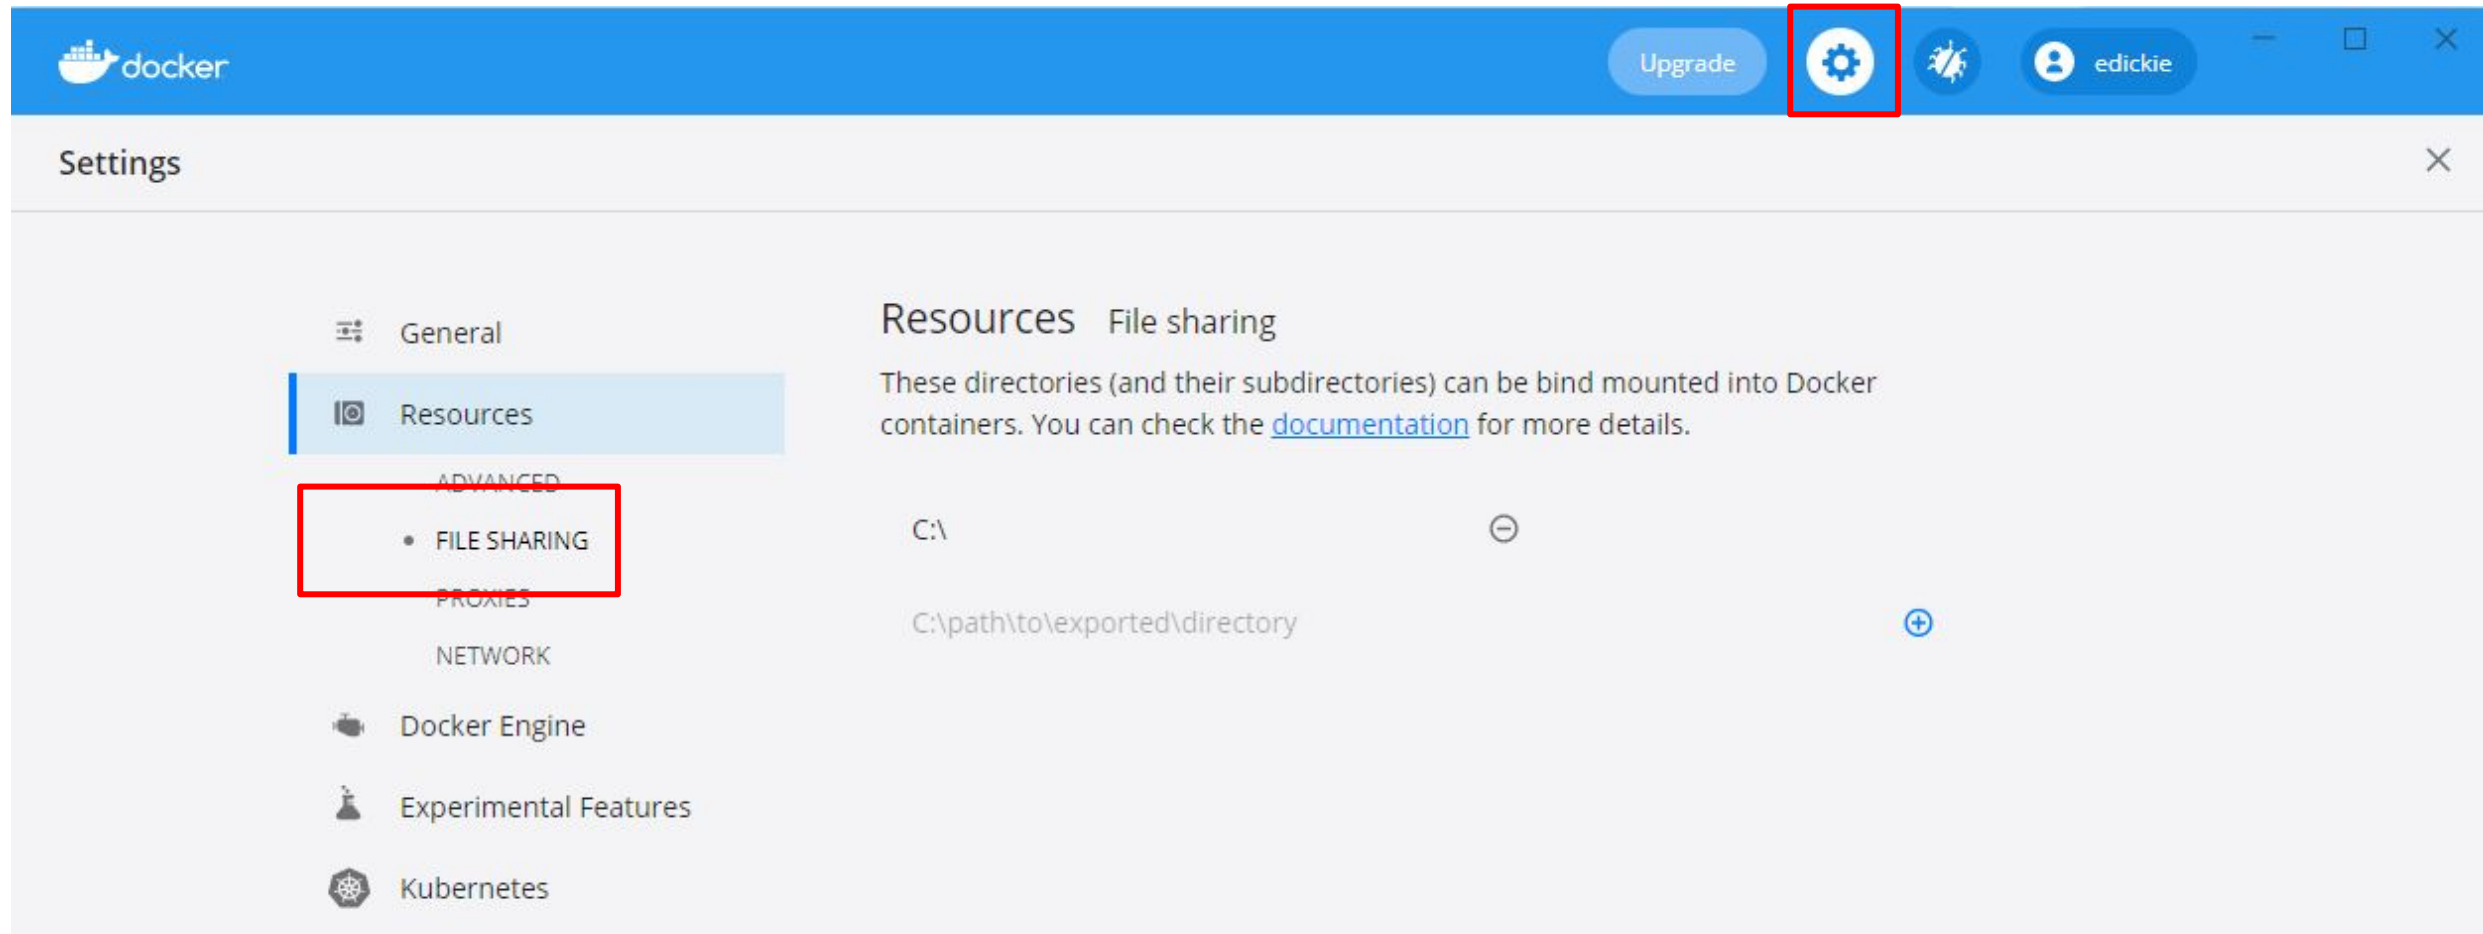 docker
Upgrade
edickie
Settings
General
Resources
ADVANCED
FILE SHARING
PROXIES
NETWORK
Docker Engine
Experimental Features
Kubernetes
Resources File sharing
These directories (and their subdirectories) can be bind mounted into Docker
containers. You can check the documentation for more details.
C:\
C:\path\to\exported\directory